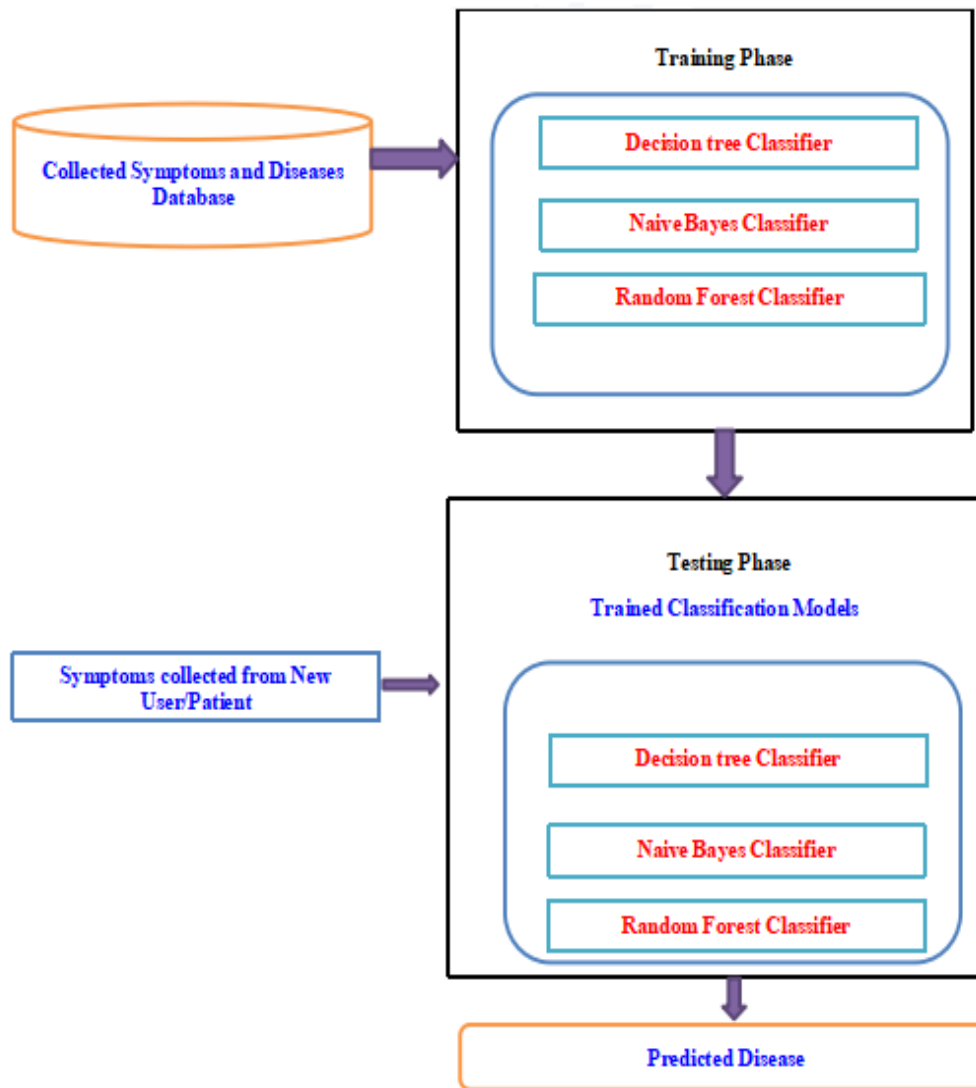 Training Phase
Collected Symptoms and Diseases
Database
Decision tree Classifier
Naive Bayes Classifier
Random Forest Classifier
Testing Phase
Trained Classification Models
Symptoms collected from New
User/Patient
Decision tree Classifier
Naive Bayes Classifier
Random Forest Classifier
Predicted Disease